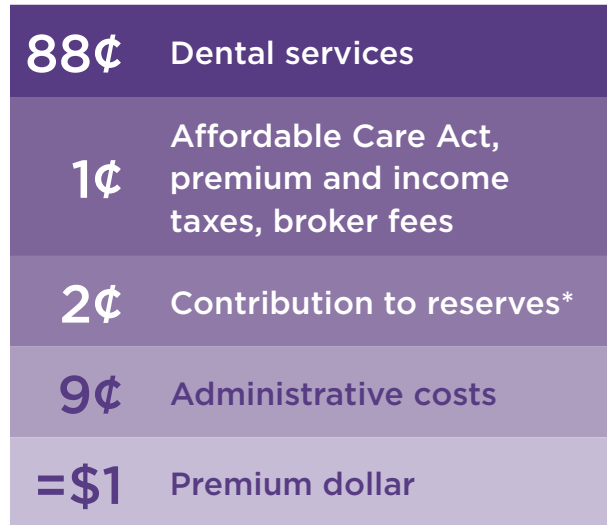 88¢ Dental services
Affordable Care Act,
1¢ premium and income
taxes, broker fees
2¢ Contribution to reserves*
9¢ Administrative costs
=$1 Premium dollar